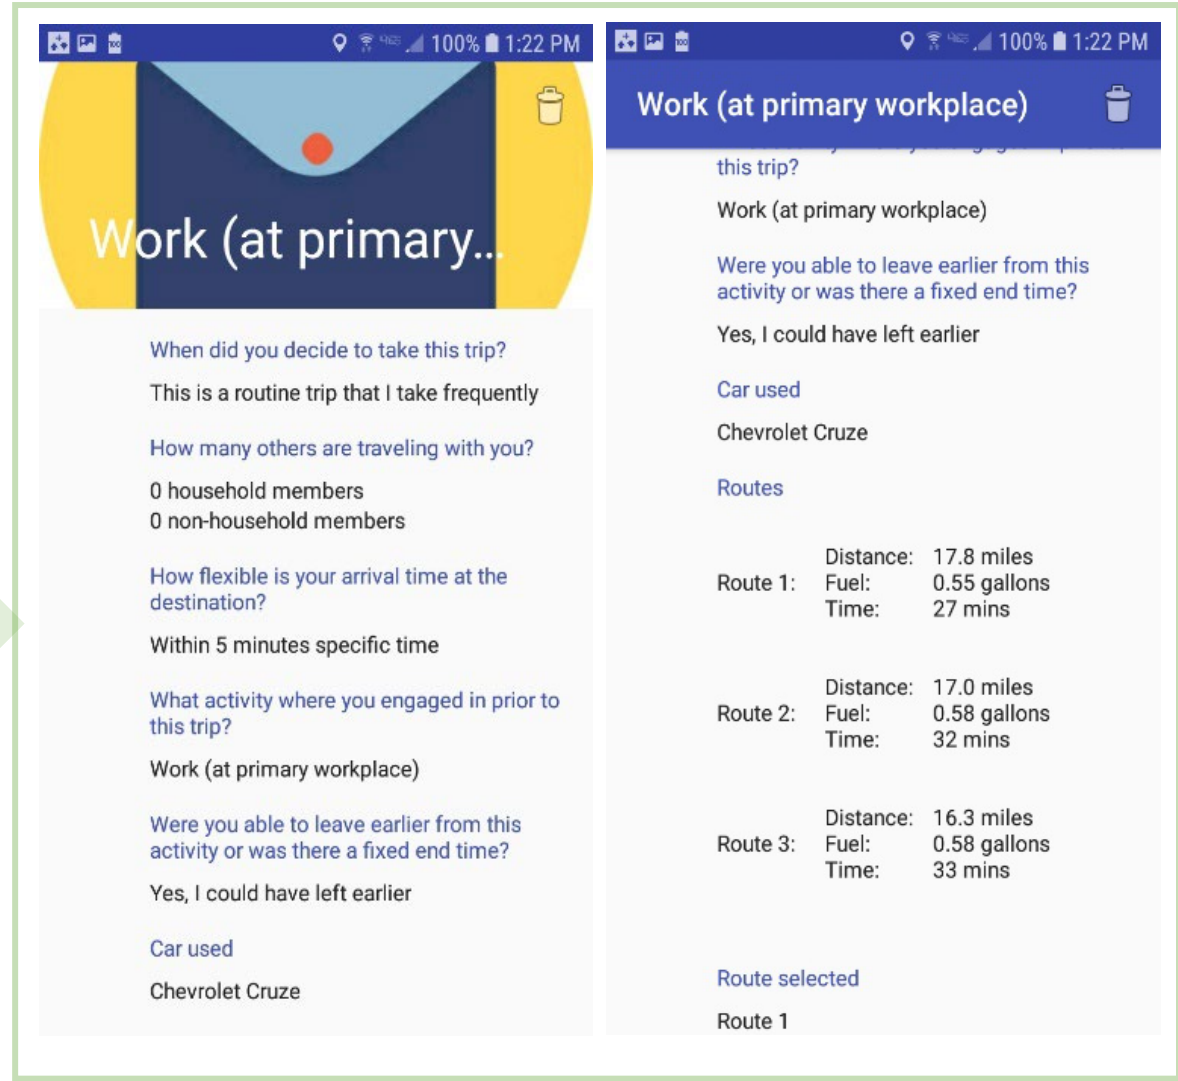 100% 1:22 PM
Work (at primary...
When did you decide to take this trip?
This is a routine trip that I take frequently
How many others are traveling with you?
0 household members
0 non-household members
How flexible is your arrival time at the
destination?
Within 5 minutes specific time
What activity where you engaged in prior to
this trip?
Work (at primary workplace)
Were you able to leave earlier from this
activity or was there a fixed end time?
Yes, I could have left earlier
Car used
Chevrolet Cruze
100% 1:22 PM
Work (at primary workplace)
this trip?
Work (at primary workplace)
Were you able to leave earlier from this
activity or was there a fixed end time?
Yes, I could have left earlier
Car used
Chevrolet Cruze
Routes
Distance: 17.8 miles
Route 1: Fuel: 0.55 gallons
Time: 27 mins
Distance: 17.0 miles
Route 2: Fuel: 0.58 gallons
Time: 32 mins
Distance: 16.3 miles
Route 3: Fuel: 0.58 gallons
Time: 33 mins
Route selected
Route 1